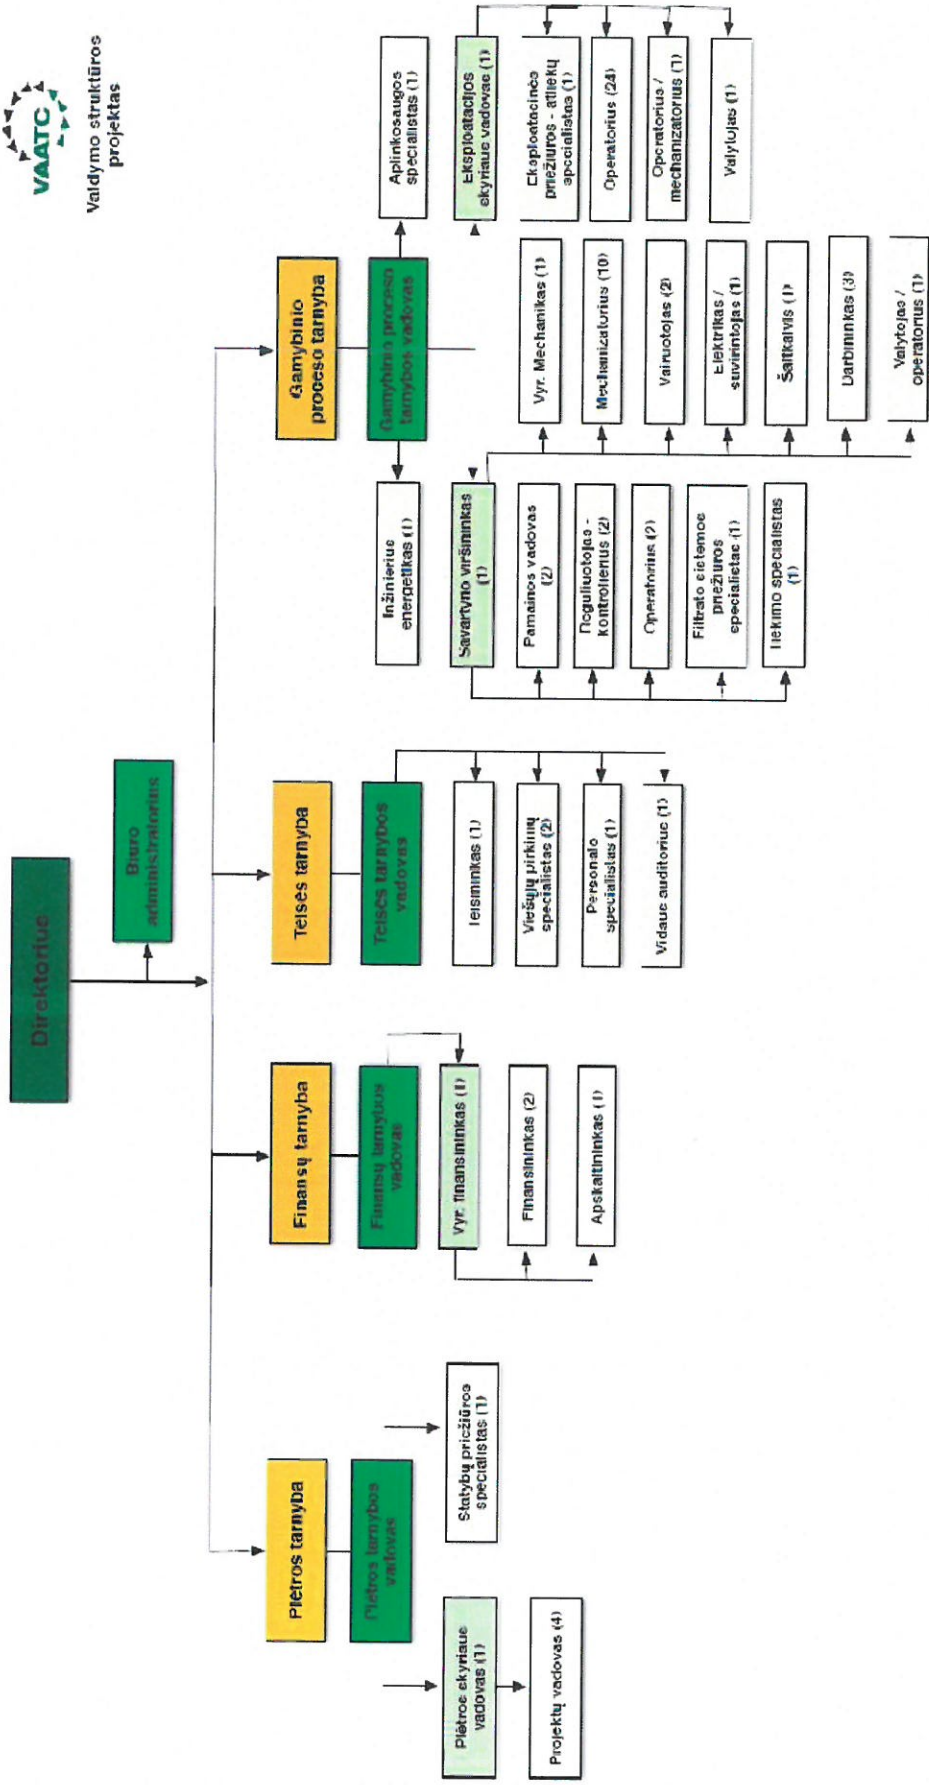 VAATC
Valdymo struktūros
projektas
Direktorius
Biuro
administratorius
Plėtros tarnyba
Plėtros tarnybos
vadovas
Plėtros skyriaus
vadovas (1)
Projektų vadovas (4)
Statybų priežiūros
specialistas (1)
Finansų tarnyba
Finansų tarnybos
vadovas
Vyr. finansininkas (1)
Finansininkas (2)
Apskaitininkas (1)
Teisės tarnyba
Teisės tarnybos
vadovas
Teisininkas (1)
Viešųjų pirkimų
specialistas (2)
Personalo
specialistas (1)
Vidaus auditorius (1)
Gamybinio
proceso tarnyba
Gamybinio proceso
tarnybos vadovas
Inžinierius
energetikas (1)
Aplinkosaugos
specialistas (1)
Savartyno viršininkas
(1)
Pamainos vadovas
(2)
Reguliuotojas -
kontrolierius (2)
Operatorius (2)
Filtrato sistemos
priežiūros
specialistas (1)
Tiekimo specialistas
(1)
Vyr. Mechanikas (1)
Mechanizatorius (10)
Vairuotojas (2)
Elektrikas /
suvirintojas (1)
Šaltkalvis (1)
Darbininkas (3)
Valytojas /
operatorius (1)
Eksploatacijos
skyriaus vadovas (1)
Eksploatacinės
priežiūros - atliekų
specialistas (1)
Operatorius (24)
Operatorius /
mechanizatorius (1)
Valytojas (1)